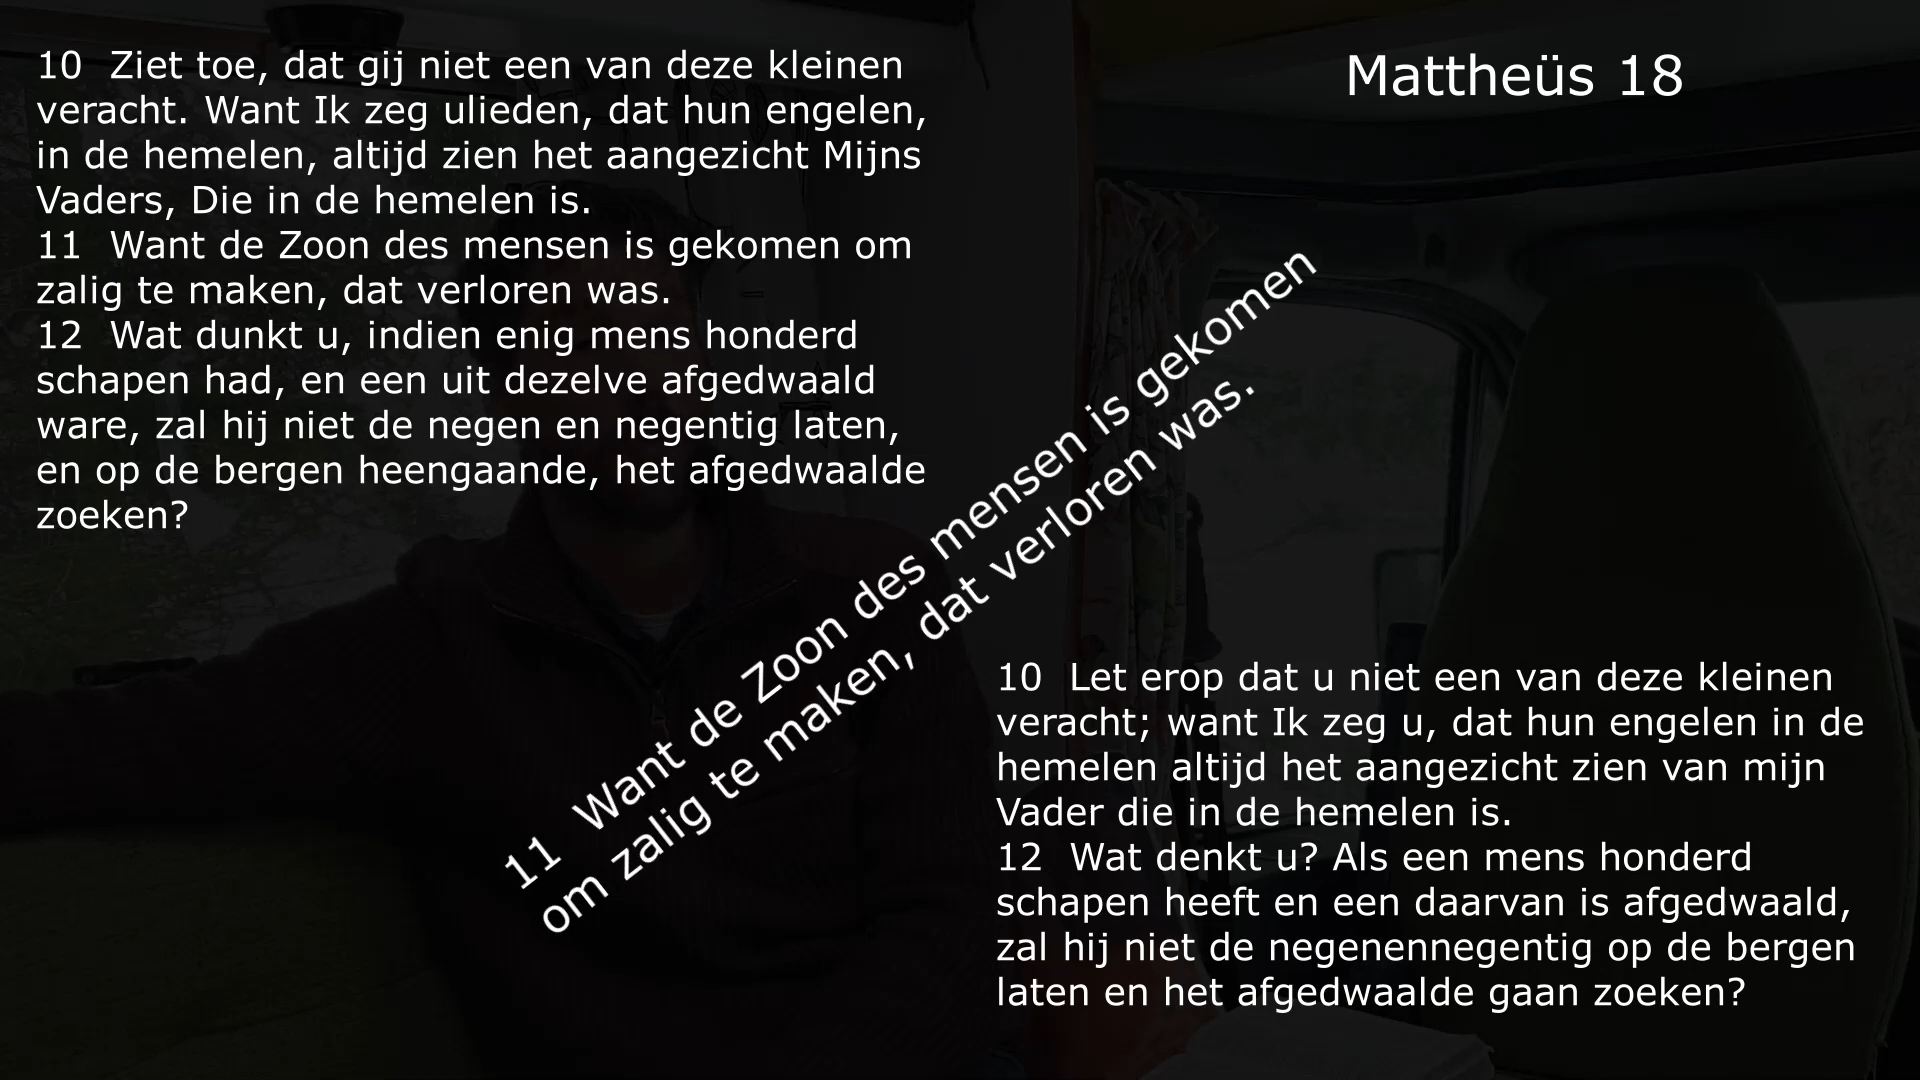 10  Ziet toe, dat gij niet een van deze kleinen
veracht. Want Ik zeg ulieden, dat hun engelen,
in de hemelen, altijd zien het aangezicht Mijns
Vaders, Die in de hemelen is.
11  Want de Zoon des mensen is gekomen om
zalig te maken, dat verloren was.
12  Wat dunkt u, indien enig mens honderd
schapen had, en een uit dezelve afgedwaald
ware, zal hij niet de negen en negentig laten,
en op de bergen heengaande, het afgedwaalde
zoeken?
Mattheüs 18
11  Want de Zoon des mensen is gekomen
om zalig te maken, dat verloren was.
10  Let erop dat u niet een van deze kleinen
veracht; want Ik zeg u, dat hun engelen in de
hemelen altijd het aangezicht zien van mijn
Vader die in de hemelen is.
12  Wat denkt u? Als een mens honderd
schapen heeft en een daarvan is afgedwaald,
zal hij niet de negenennegentig op de bergen
laten en het afgedwaalde gaan zoeken?